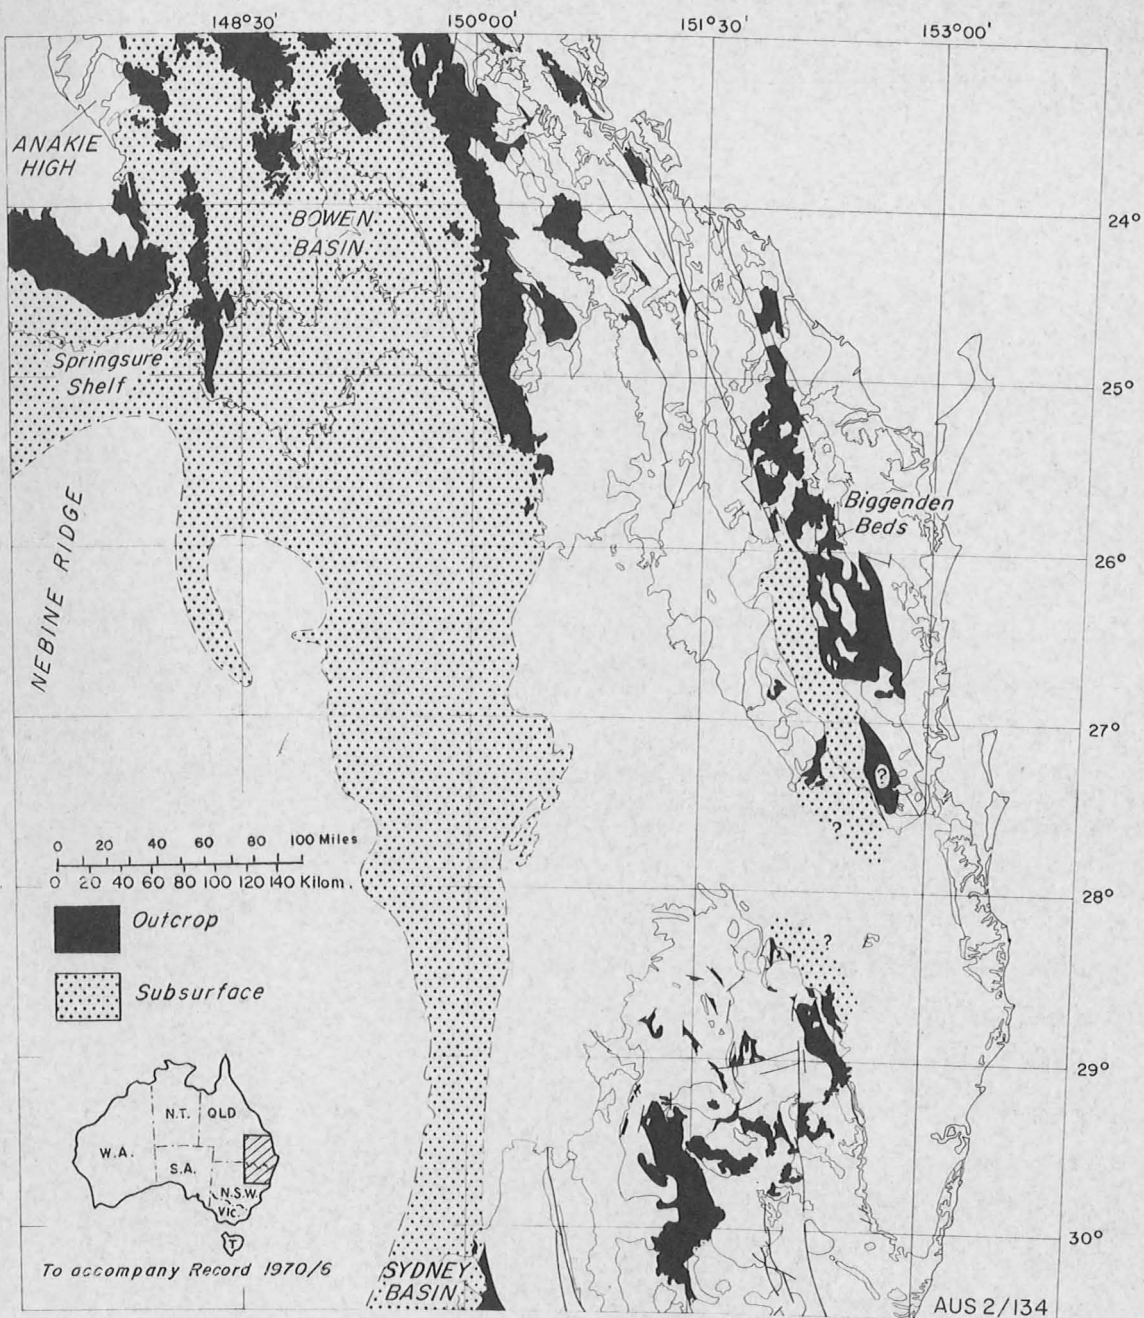 148°30' 150°00' 151°30' 153°00'
ANAKIE
HIGH
BOWEN
BASIN
24°
Springsure
Shelf
25°
Biggenden
Beds
26°
NEBINE RIDGE
27°
?
?
0 20 40 60 80 100 Miles
0 20 40 60 80 100 120 140 Kilom.
28°
Outcrop
?
?
Subsurface
29°
N.T. QLD
W.A.
S.A.
N.S.W.
Vic.
T
30°
To accompany Record 1970/6
SYDNEY
BASIN
AUS 2/134